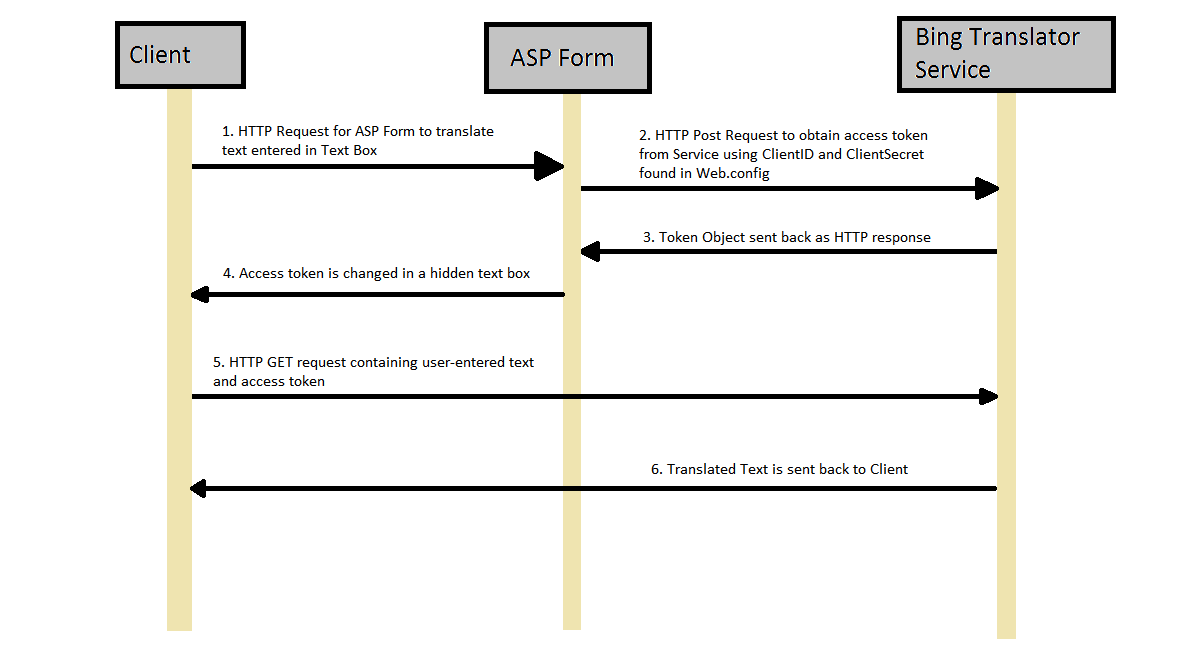 Client
ASP Form
Bing Translator
Service
1. HTTP Request for ASP Form to translate
text entered in Text Box
2. HTTP Post Request to obtain access token
from Service using ClientID and ClientSecret
found in Web.config
3. Token Object sent back as HTTP response
4. Access token is changed in a hidden text box
5. HTTP GET request containing user-entered text
and access token
6. Translated Text is sent back to Client